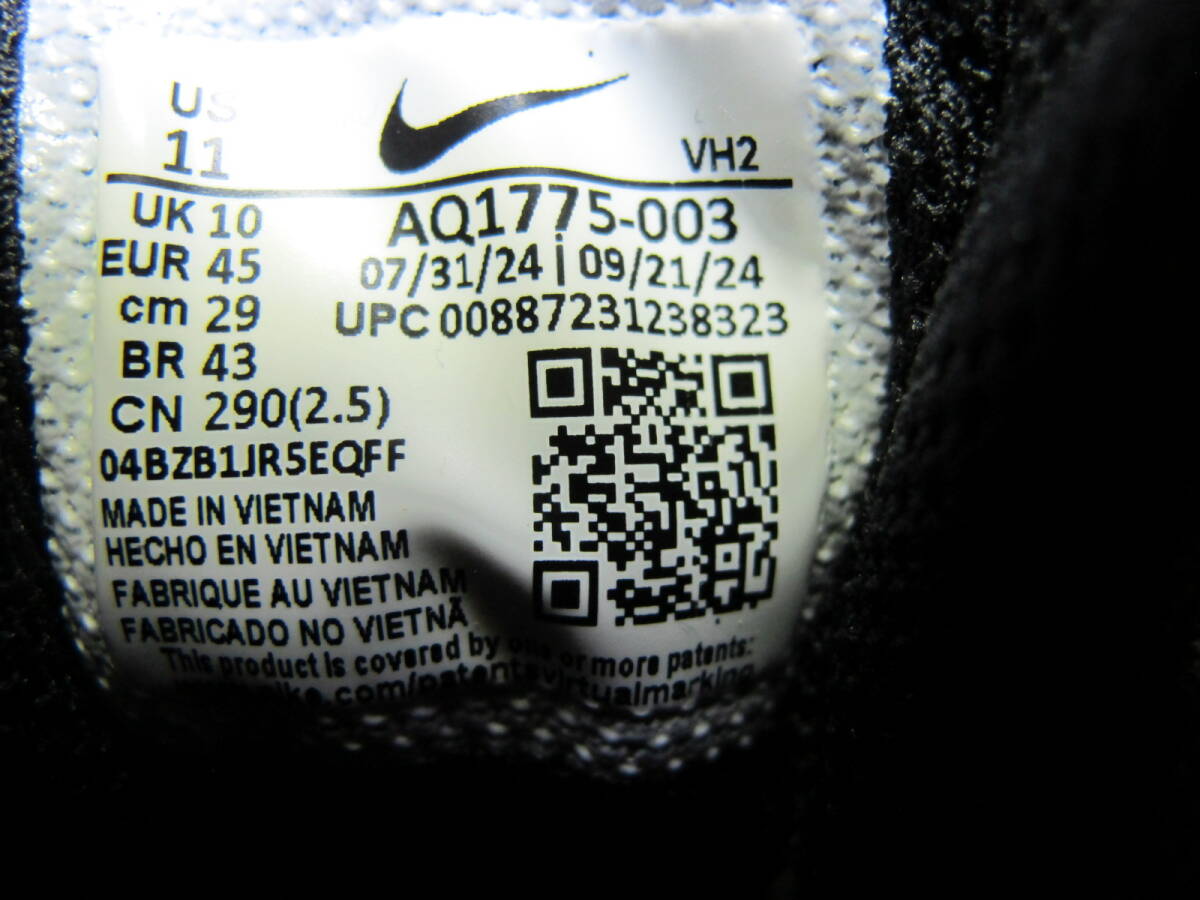 US
11
VH2
UK 10
EUR 45
cm 29
BR 43
CN 290(2.5)
AQ1775-003
07/31/24 | 09/21/24
UPC 00887231238323
04BZB1JR5EQFF
MADE IN VIETNAM
HECHO EN VIETNAM
FABRIQUE AU VIETNAM
FABRICADO NO VIETNÃ
This product is covered by one or more patents:
.com/patentsvirtualmarking